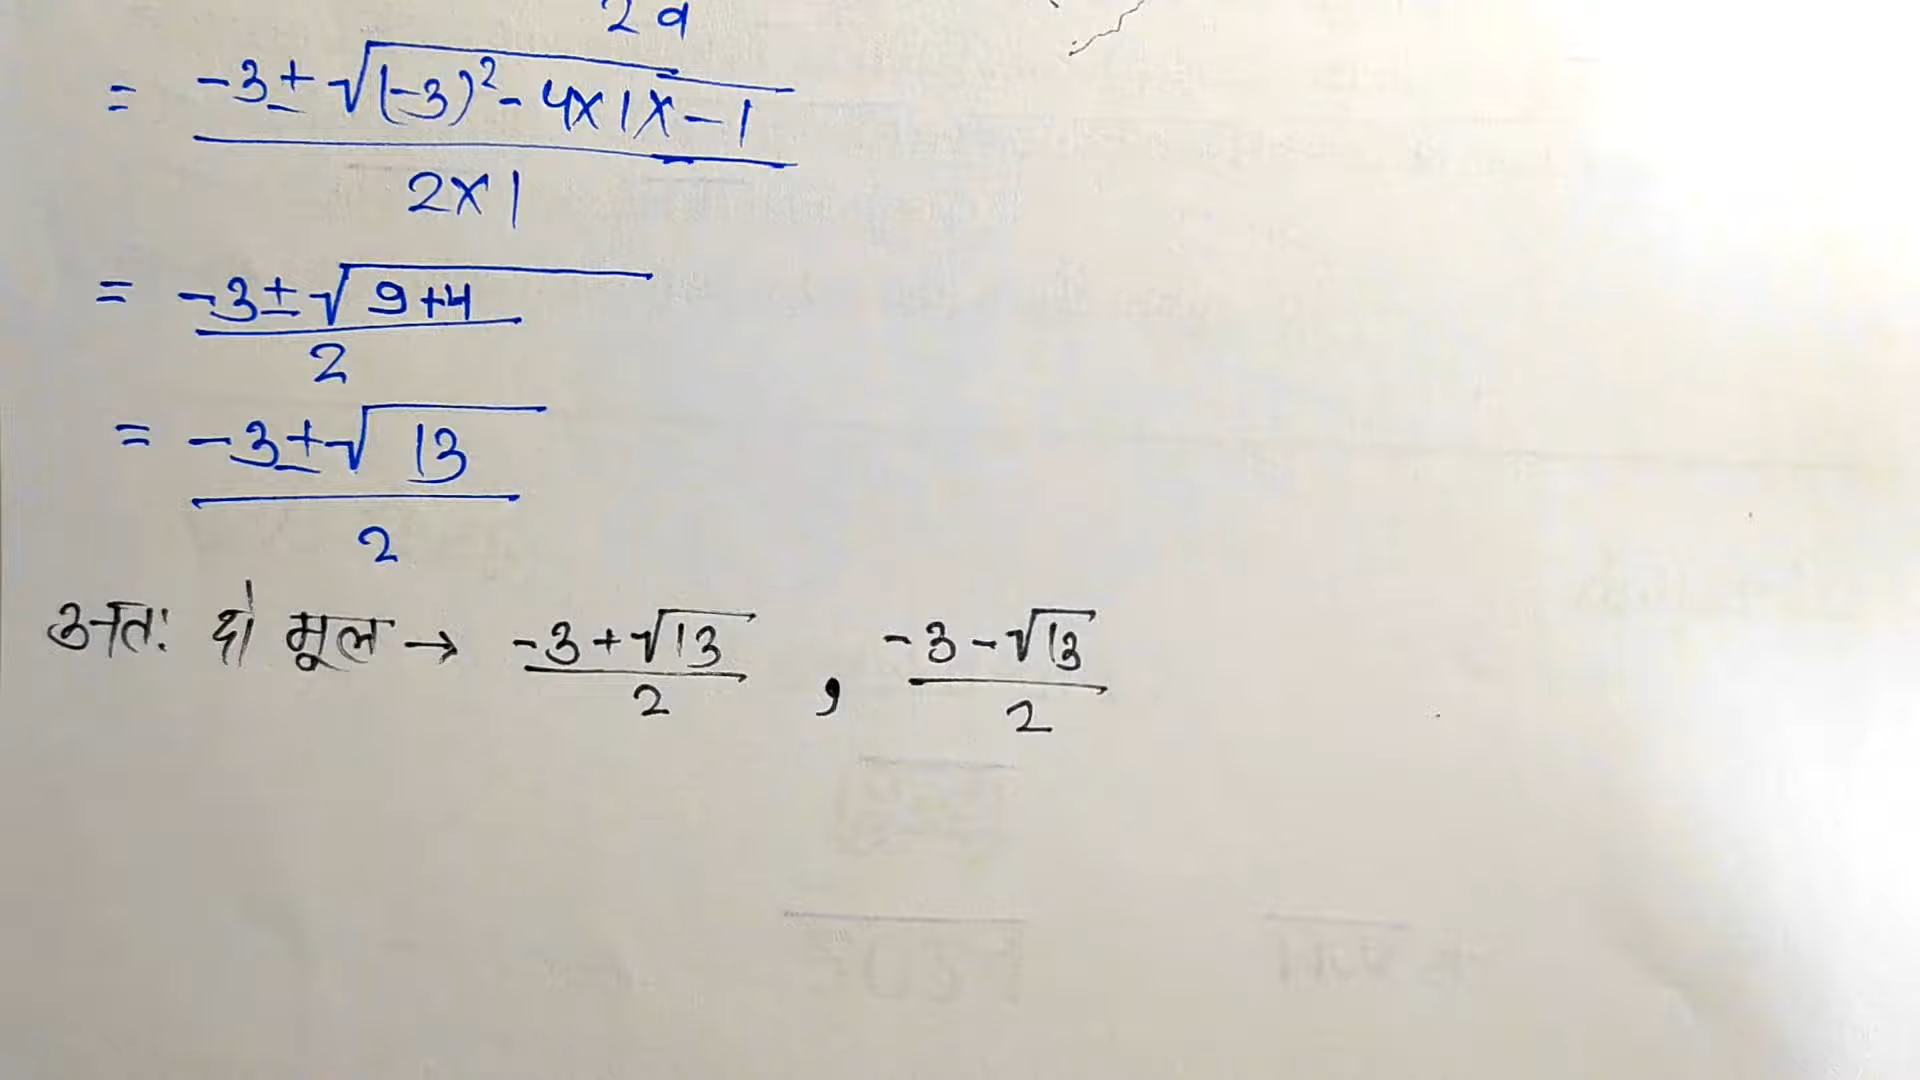 2a
= -3 ± √(-3)² - 4×1×-1
2×1
= -3 ± √9+4
2
= -3 ± √13
2
अतः दो मूल → -3+√13 , -3-√13
2 2